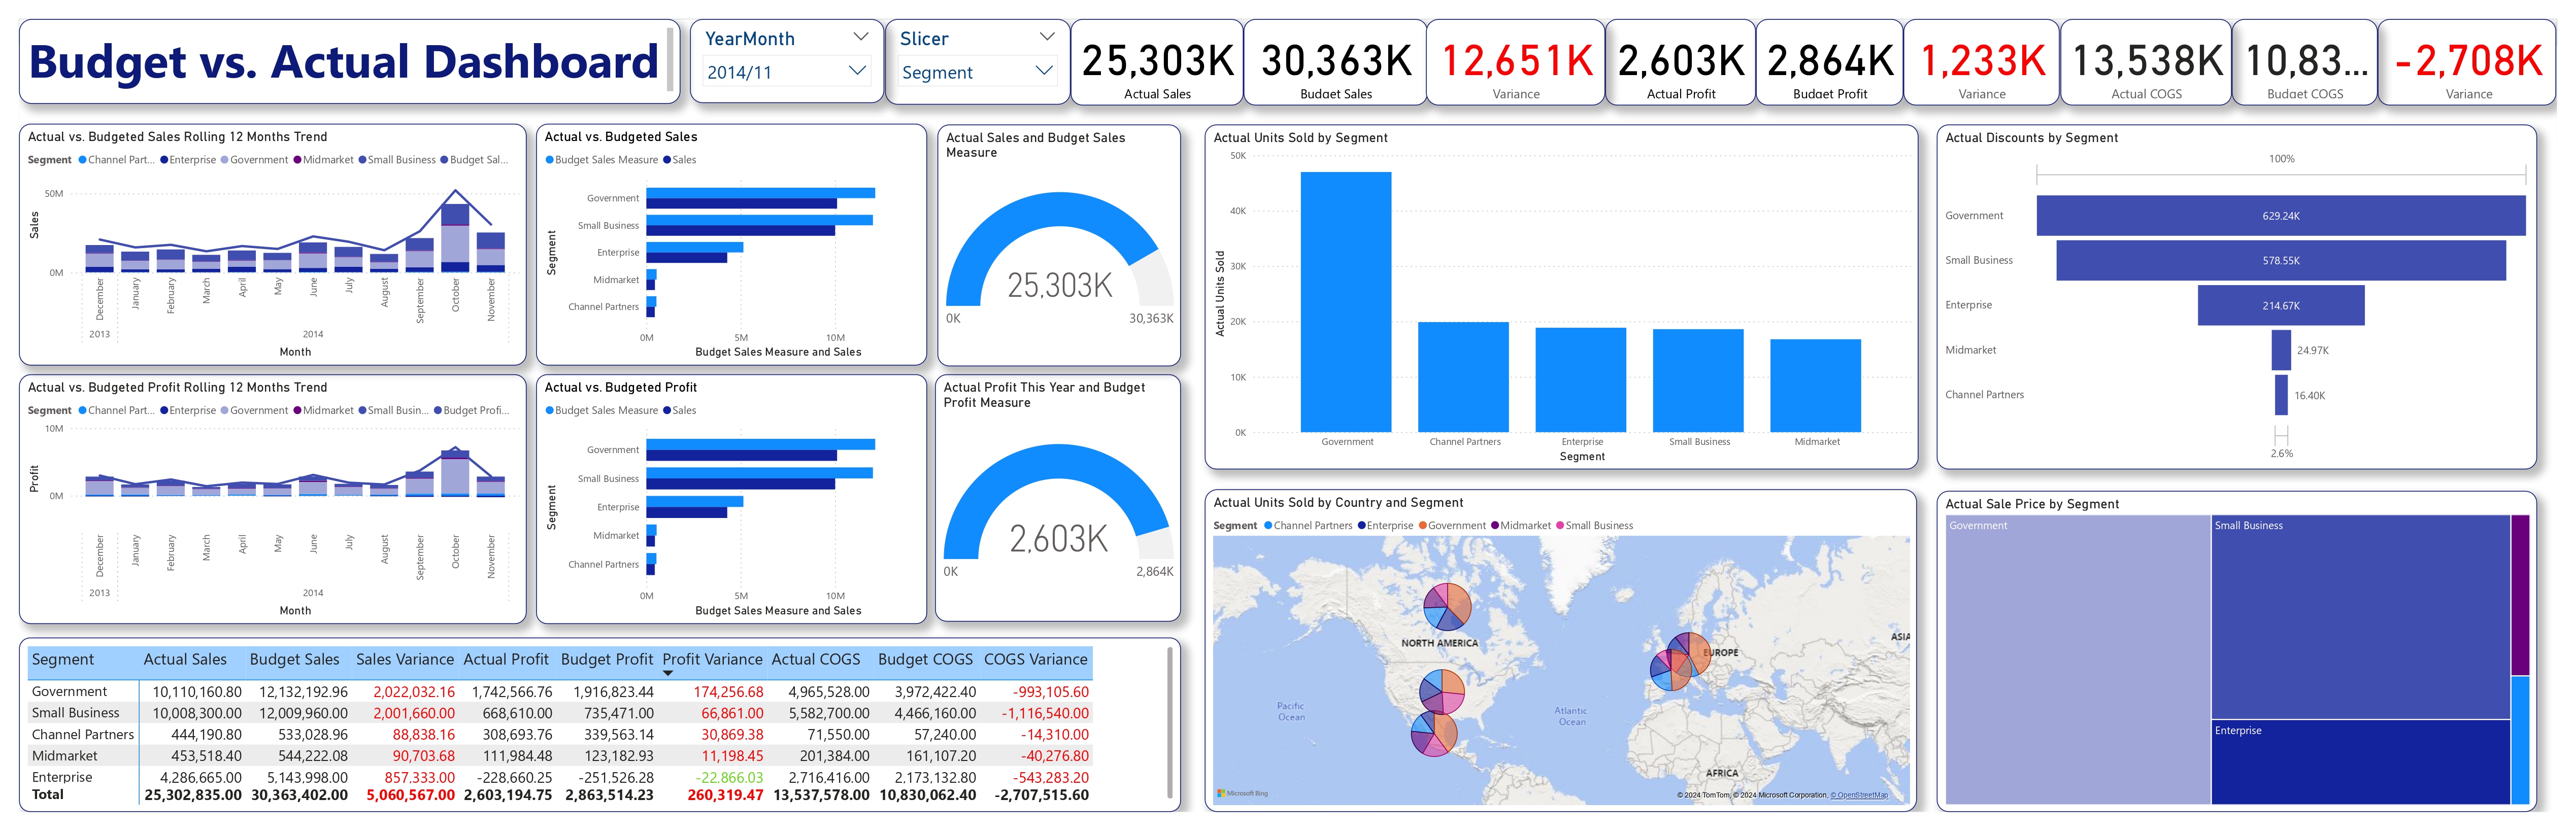 Budget vs. Actual Dashboard
YearMonth
2014/11
Slicer
Segment
25,303K
Actual Sales
30,363K
Budget Sales
12,651K
Variance
2,603K
Actual Profit
2,864K
Budget Profit
1,233K
Variance
13,538K
Actual COGS
10,83...
Budget COGS
-2,708K
Variance
Actual vs. Budgeted Sales Rolling 12 Months Trend
Segment Channel Part... Enterprise Government Midmarket Small Business Budget Sal...
Sales
50M
0M
December January February March April May June July August September October November
2013 2014
Month
Actual vs. Budgeted Sales
Budget Sales Measure Sales
Segment
Government
Small Business
Enterprise
Midmarket
Channel Partners
0M 5M 10M
Budget Sales Measure and Sales
Actual Sales and Budget Sales
Measure
25,303K
0K 30,363K
Actual Units Sold by Segment
Actual Units Sold
50K
40K
30K
20K
10K
0K
Government Channel Partners Enterprise Small Business Midmarket
Segment
Actual Discounts by Segment
100%
Government 629.24K
Small Business 578.55K
Enterprise 214.67K
Midmarket 24.97K
Channel Partners 16.40K
2.6%
Actual vs. Budgeted Profit Rolling 12 Months Trend
Segment Channel Part... Enterprise Government Midmarket Small Busin... Budget Profi...
Profit
10M
0M
December January February March April May June July August September October November
2013 2014
Month
Actual vs. Budgeted Profit
Budget Sales Measure Sales
Segment
Government
Small Business
Enterprise
Midmarket
Channel Partners
0M 5M 10M
Budget Sales Measure and Sales
Actual Profit This Year and Budget
Profit Measure
2,603K
0K 2,864K
Actual Units Sold by Country and Segment
Segment Channel Partners Enterprise Government Midmarket Small Business
NORTH AMERICA
EUROPE
ASIA
Pacific
Ocean
Atlantic
Ocean
AFRICA
Microsoft Bing
© 2024 TomTom, © 2024 Microsoft Corporation, © OpenStreetMap
Actual Sale Price by Segment
Government
Small Business
Enterprise
Segment Actual Sales Budget Sales Sales Variance Actual Profit Budget Profit Profit Variance Actual COGS Budget COGS COGS Variance
Government 10,110,160.80 12,132,192.96 2,022,032.16 1,742,566.76 1,916,823.44 174,256.68 4,965,528.00 3,972,422.40 -993,105.60
Small Business 10,008,300.00 12,009,960.00 2,001,660.00 668,610.00 735,471.00 66,861.00 5,582,700.00 4,466,160.00 -1,116,540.00
Channel Partners 444,190.80 533,028.96 88,838.16 308,693.76 339,563.14 30,869.38 71,550.00 57,240.00 -14,310.00
Midmarket 453,518.40 544,222.08 90,703.68 111,984.48 123,182.93 11,198.45 201,384.00 161,107.20 -40,276.80
Enterprise 4,286,665.00 5,143,998.00 857,333.00 -228,660.25 -251,526.28 -22,866.03 2,716,416.00 2,173,132.80 -543,283.20
Total 25,302,835.00 30,363,402.00 5,060,567.00 2,603,194.75 2,863,514.23 260,319.47 13,537,578.00 10,830,062.40 -2,707,515.60